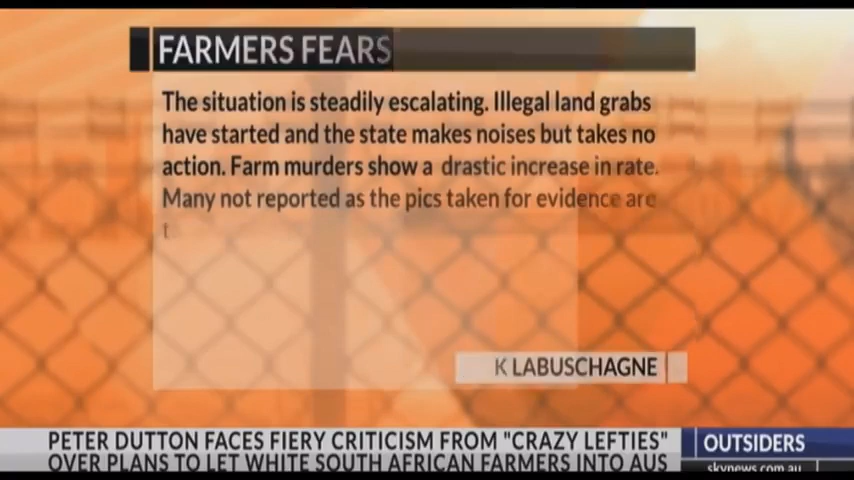 FARMERS FEARS
The situation is steadily escalating. Illegal land grabs
have started and the state makes noises but takes no
action. Farm murders show a drastic increase in rate.
Many not reported as the pics taken for evidence are
t
K LABUSCHAGNE
PETER DUTTON FACES FIERY CRITICISM FROM "CRAZY LEFTIES"
OVER PLANS TO LET WHITE SOUTH AFRICAN FARMERS INTO AUS
OUTSIDERS
skynews.com.au